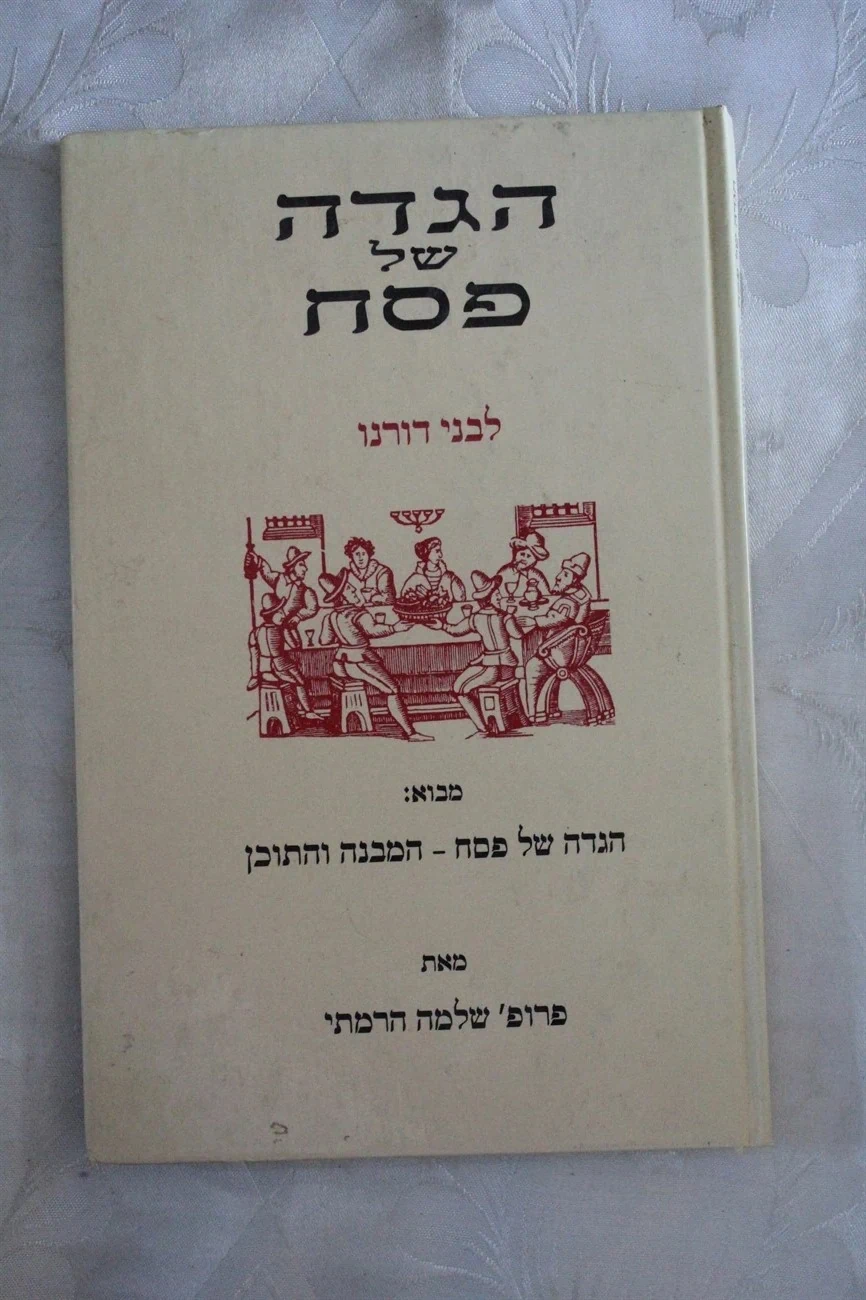 הגדה
של
פסח
לבני דורנו
מבוא:
הגדה של פסח – המבנה והתוכן
מאת
פרופ' שלמה הרמתי